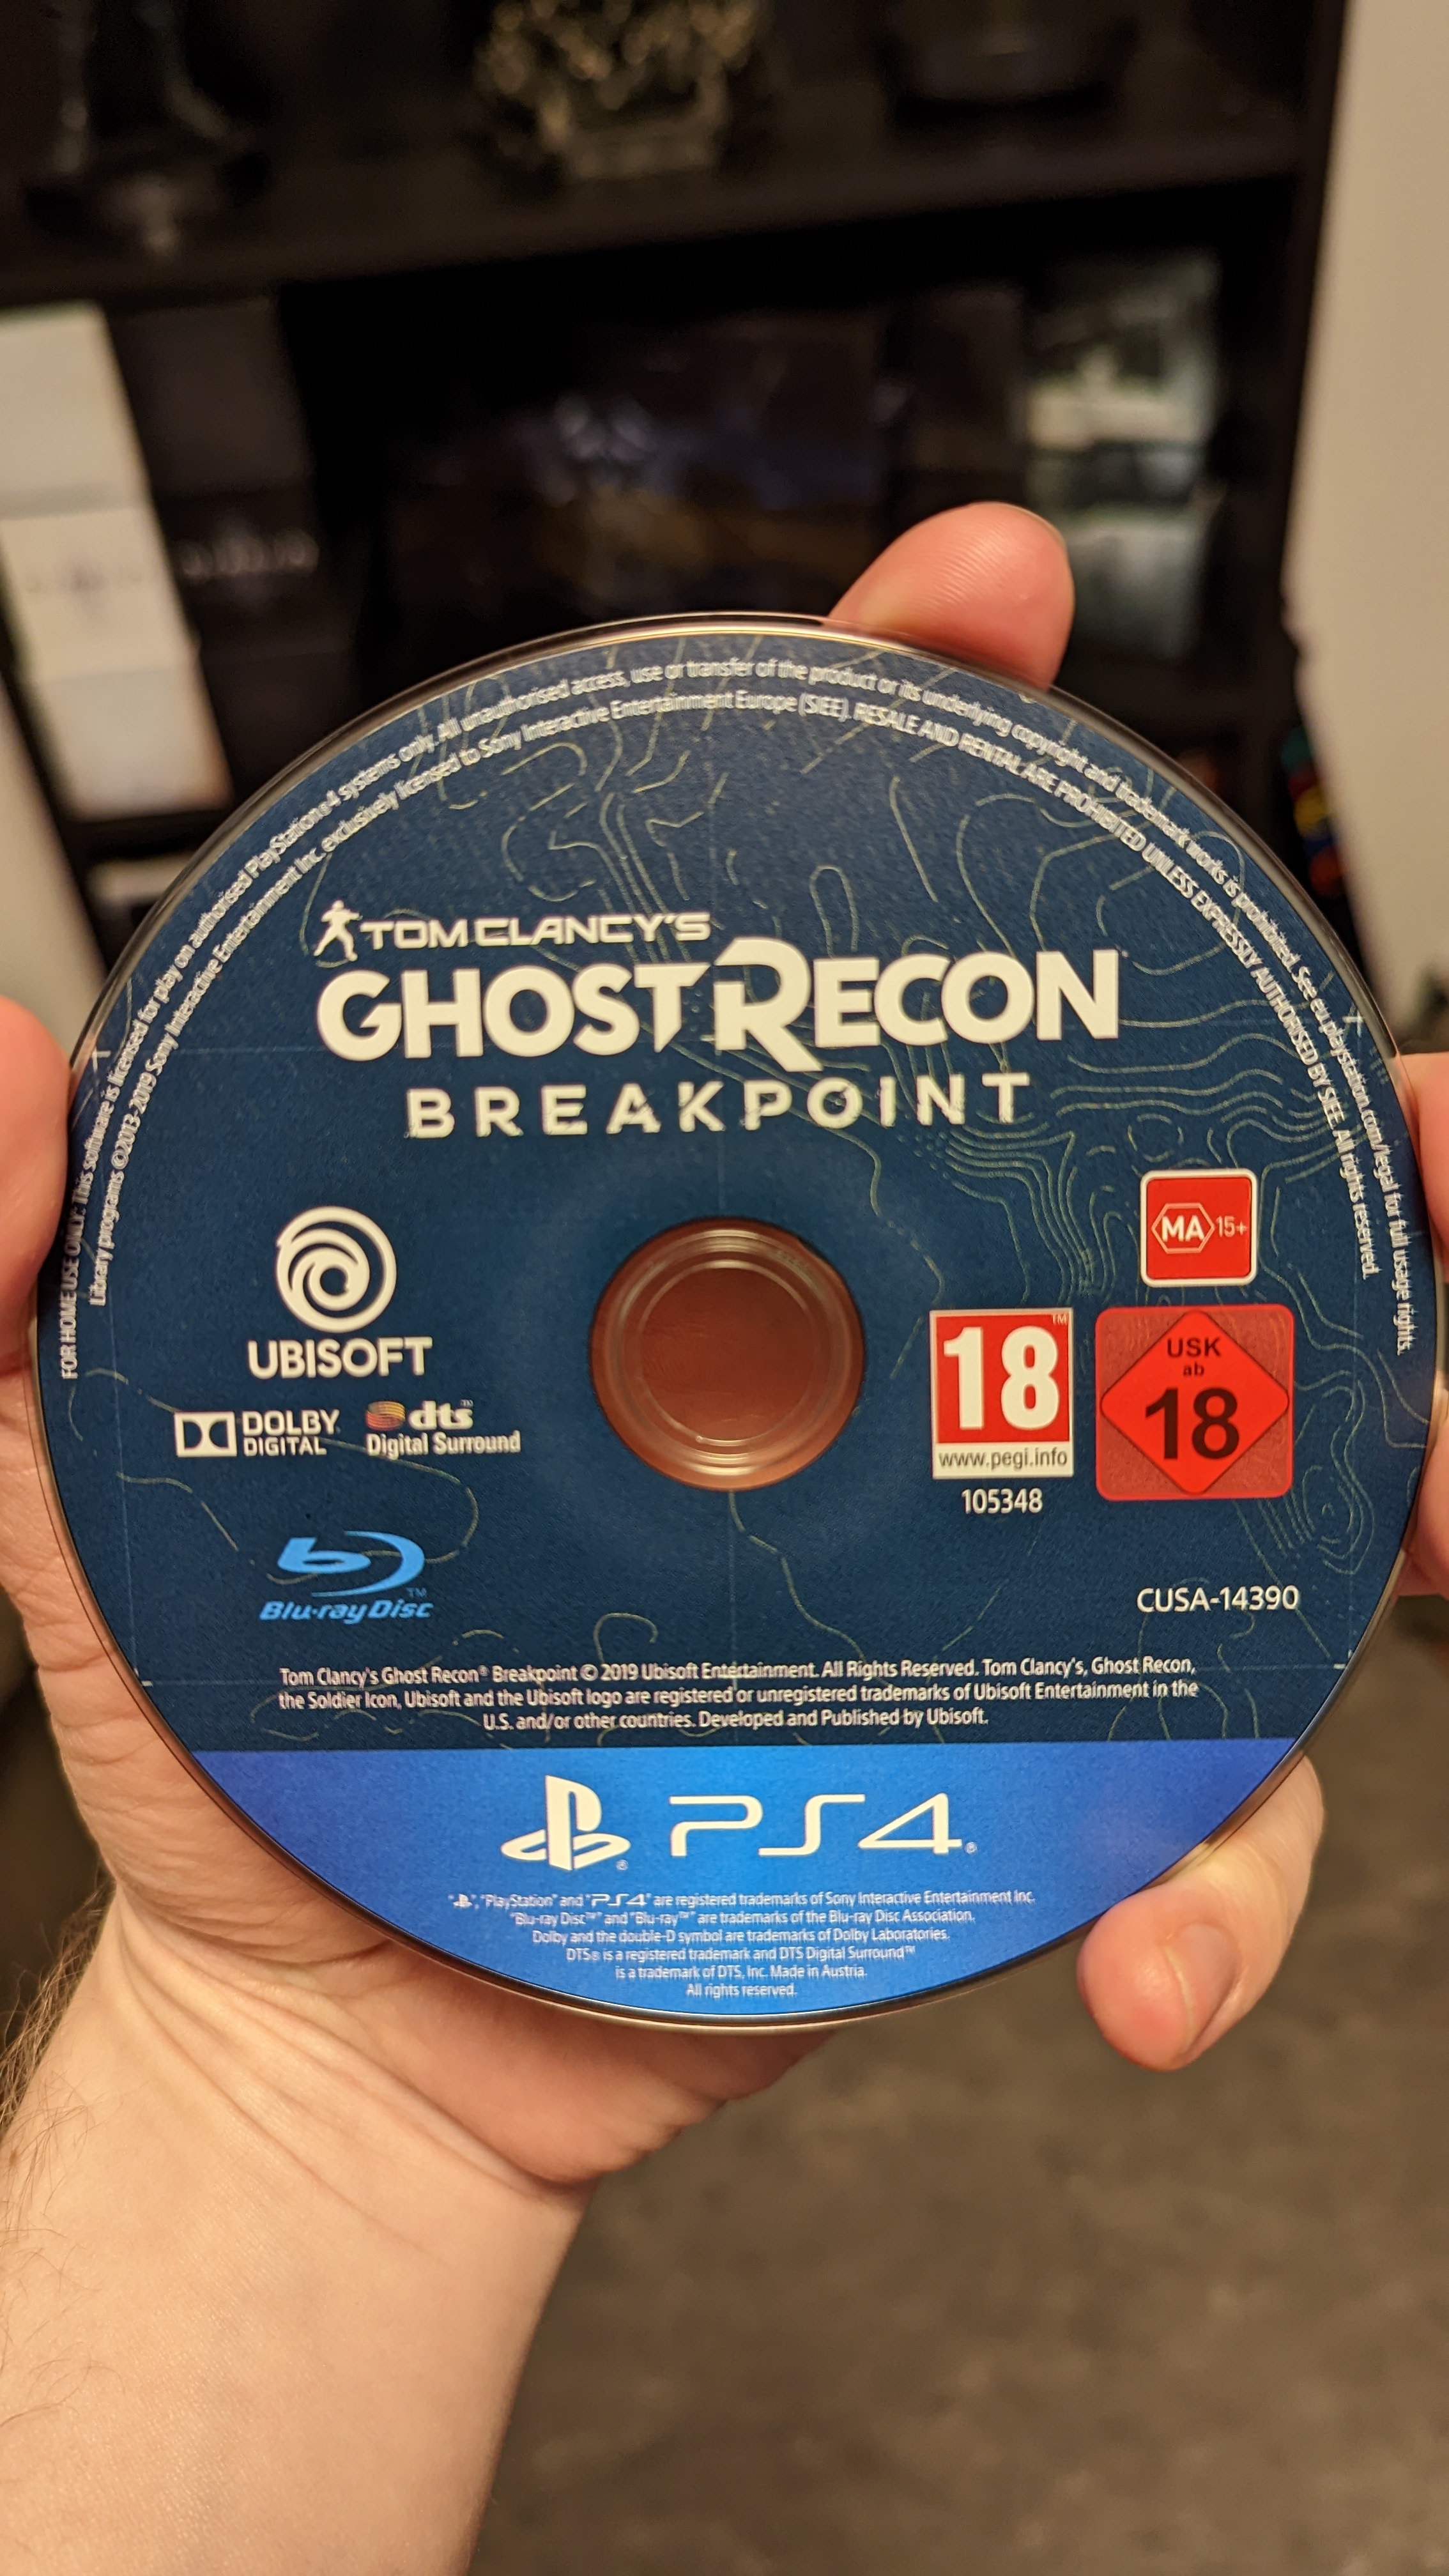 FOR HOME USE ONLY: This software is licensed for play on authorised PlayStation 4 systems only. All unauthorised access, use or transfer of the product or its underlying copyright and trademark works is prohibited. See eu.playstation.com/legal for full usage rights.
Library programs ©2013-2019 Sony Interactive Entertainment Inc. exclusively licensed to Sony Interactive Entertainment Europe (SIEE). RESALE AND RENTAL ARE PROHIBITED UNLESS EXPRESSLY AUTHORISED BY SIEE. All rights reserved.
TOM CLANCY'S
GHOST RECON
BREAKPOINT
MA 15+
UBISOFT
DOLBY
DIGITAL
dts
Digital Surround
18™
www.pegi.info
105348
USK
ab
18
Blu-ray Disc™
CUSA-14390
Tom Clancy's Ghost Recon® Breakpoint © 2019 Ubisoft Entertainment. All Rights Reserved. Tom Clancy's, Ghost Recon,
the Soldier Icon, Ubisoft and the Ubisoft logo are registered or unregistered trademarks of Ubisoft Entertainment in the
U.S. and/or other countries. Developed and Published by Ubisoft.
PS4®
"", "PlayStation" and "PS4" are registered trademarks of Sony Interactive Entertainment Inc.
"Blu-ray Disc™" and "Blu-ray™" are trademarks of the Blu-ray Disc Association.
Dolby and the double-D symbol are trademarks of Dolby Laboratories.
DTS® is a registered trademark and DTS Digital Surround™
is a trademark of DTS, Inc. Made in Austria.
All rights reserved.